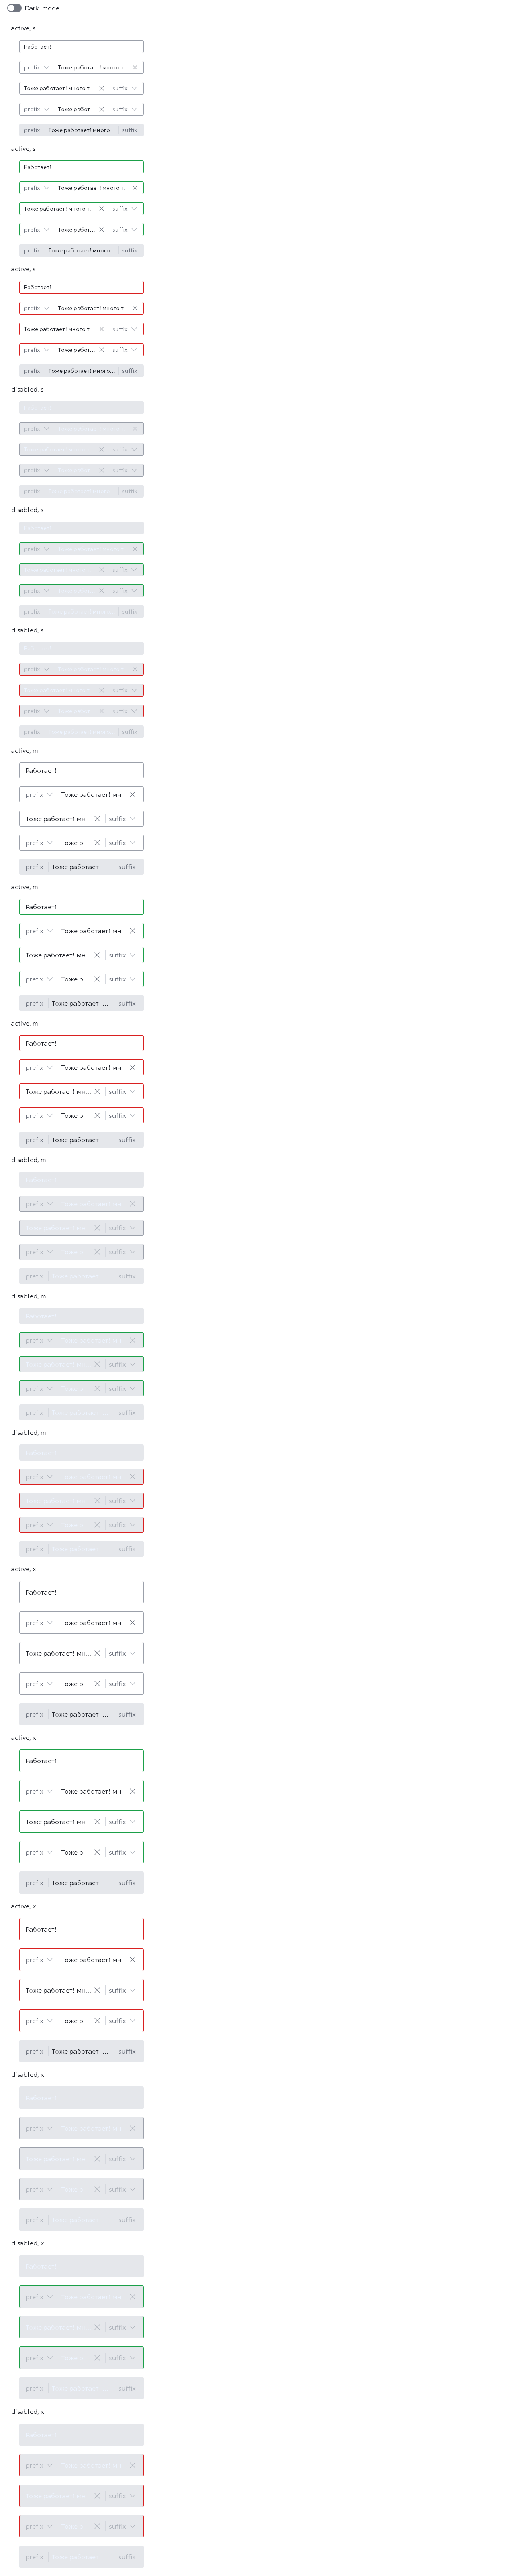 Dark_mode
active, s
Работает!
prefix Тоже работает! много т...
Тоже работает! много т... suffix
prefix Тоже работ... suffix
prefix Тоже работает! много... suffix
active, s
Работает!
prefix Тоже работает! много т...
Тоже работает! много т... suffix
prefix Тоже работ... suffix
prefix Тоже работает! много... suffix
active, s
Работает!
prefix Тоже работает! много т...
Тоже работает! много т... suffix
prefix Тоже работ... suffix
prefix Тоже работает! много... suffix
disabled, s
prefix
suffix
prefix suffix
prefix suffix
disabled, s
prefix
suffix
prefix suffix
prefix suffix
disabled, s
prefix
suffix
prefix suffix
prefix suffix
active, m
Работает!
prefix Тоже работает! мн...
Тоже работает! мн... suffix
prefix Тоже р... suffix
prefix Тоже работает! ... suffix
active, m
Работает!
prefix Тоже работает! мн...
Тоже работает! мн... suffix
prefix Тоже р... suffix
prefix Тоже работает! ... suffix
active, m
Работает!
prefix Тоже работает! мн...
Тоже работает! мн... suffix
prefix Тоже р... suffix
prefix Тоже работает! ... suffix
disabled, m
prefix
suffix
prefix suffix
prefix suffix
disabled, m
prefix
suffix
prefix suffix
prefix suffix
disabled, m
prefix
suffix
prefix suffix
prefix suffix
active, xl
Работает!
prefix Тоже работает! мн...
Тоже работает! мн... suffix
prefix Тоже р... suffix
prefix Тоже работает! ... suffix
active, xl
Работает!
prefix Тоже работает! мн...
Тоже работает! мн... suffix
prefix Тоже р... suffix
prefix Тоже работает! ... suffix
active, xl
Работает!
prefix Тоже работает! мн...
Тоже работает! мн... suffix
prefix Тоже р... suffix
prefix Тоже работает! ... suffix
disabled, xl
prefix
suffix
prefix suffix
prefix suffix
disabled, xl
prefix
suffix
prefix suffix
prefix suffix
disabled, xl
prefix
suffix
prefix suffix
prefix suffix